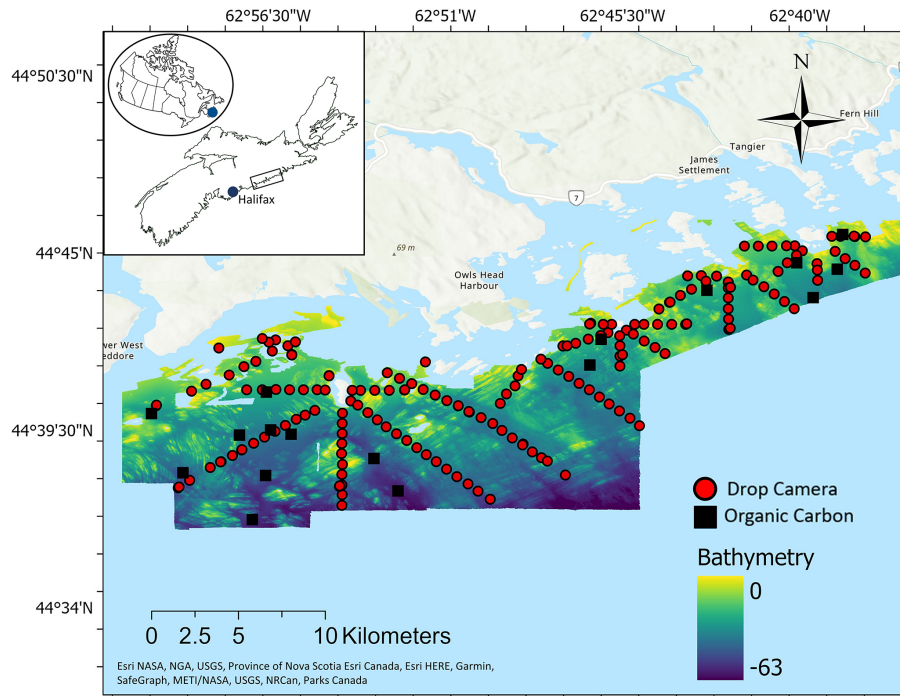 62°56'30"W 62°51'W 62°45'30"W 62°40'W
44°50'30"N
44°45'N
44°39'30"N
44°34'N
Halifax
N
Fern Hill
Tangier
James
Settlement
7
69 m
Owls Head
Harbour
wer West
eddore
Drop Camera
Organic Carbon
Bathymetry
0
-63
0 2.5 5 10 Kilometers
Esri NASA, NGA, USGS, Province of Nova Scotia Esri Canada, Esri HERE, Garmin,
SafeGraph, METI/NASA, USGS, NRCan, Parks Canada